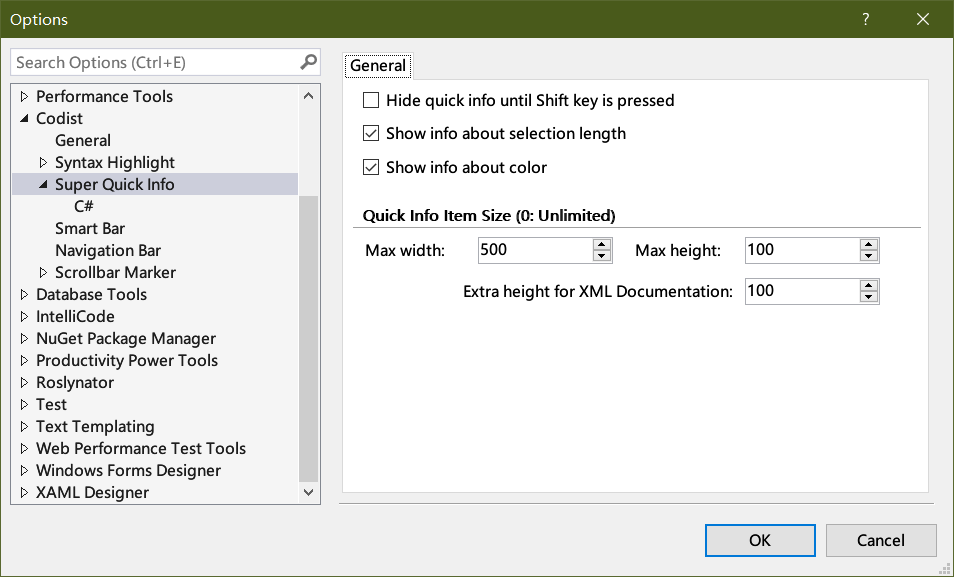 Options
?
Search Options (Ctrl+E)
Performance Tools
Codist
General
Syntax Highlight
Super Quick Info
C#
Smart Bar
Navigation Bar
Scrollbar Marker
Database Tools
IntelliCode
NuGet Package Manager
Productivity Power Tools
Roslynator
Test
Text Templating
Web Performance Test Tools
Windows Forms Designer
XAML Designer
General
Hide quick info until Shift key is pressed
Show info about selection length
Show info about color
Quick Info Item Size (0: Unlimited)
Max width: 500 Max height: 100
Extra height for XML Documentation: 100
OK Cancel